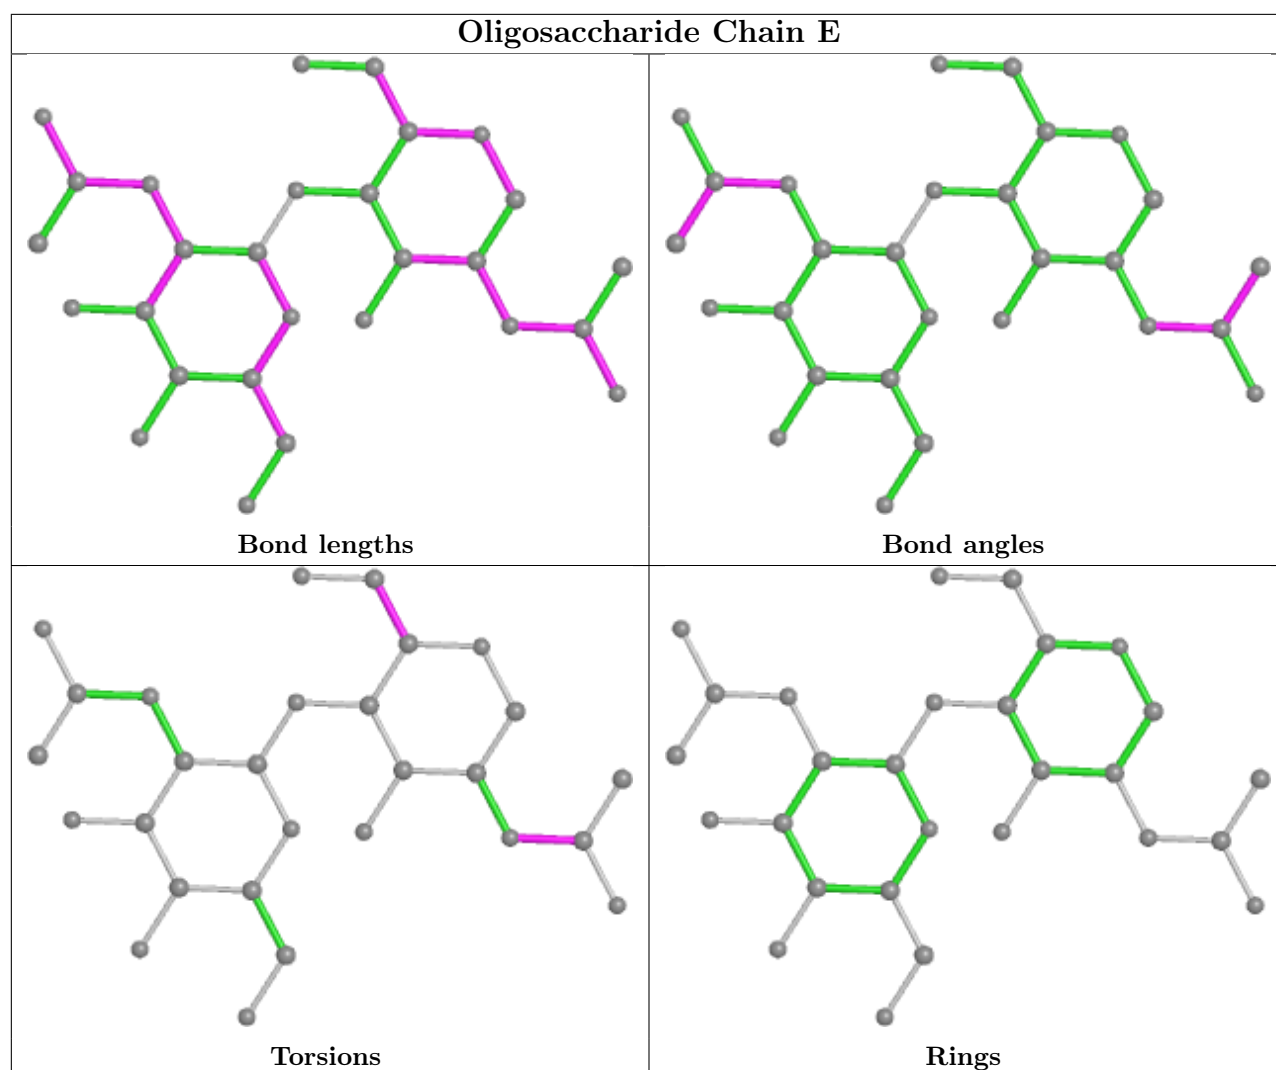 Oligosaccharide Chain E
Bond lengths
Bond angles
Torsions
Rings